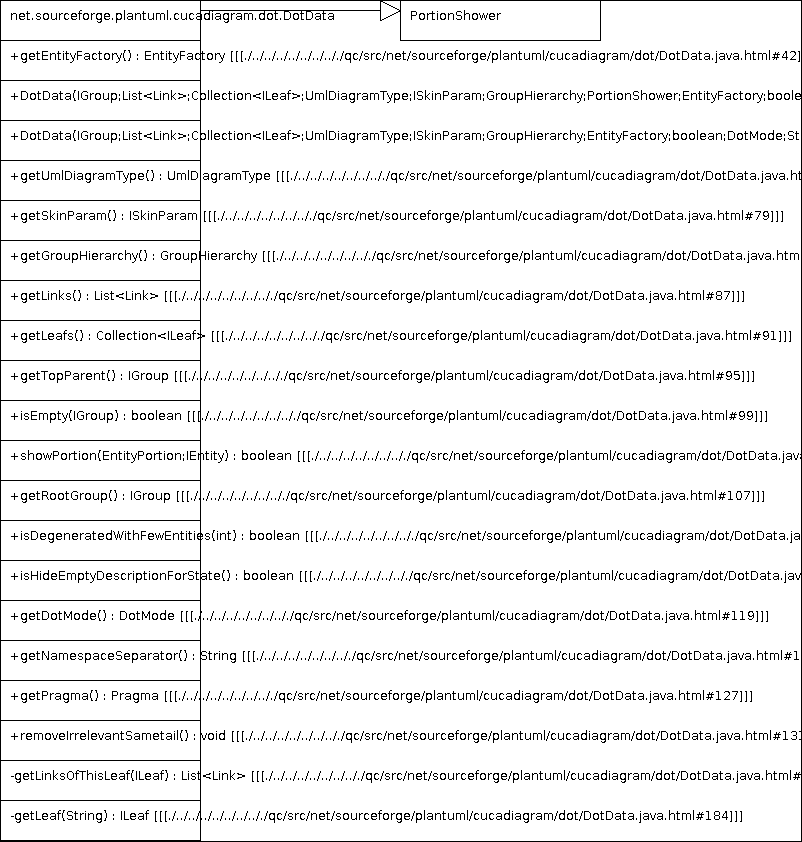 net.sourceforge.plantuml.cucadiagram.dot.DotData
PortionShower
+getEntityFactory() : EntityFactory [[[./../../../../../../../../qc/src/net/sourceforge/plantuml/cucadiagram/dot/DotData.java.html#42]
+DotData(IGroup;List<Link>;Collection<ILeaf>;UmlDiagramType;ISkinParam;GroupHierarchy;PortionShower;EntityFactory;boole
+DotData(IGroup;List<Link>;Collection<ILeaf>;UmlDiagramType;ISkinParam;GroupHierarchy;EntityFactory;boolean;DotMode;St
+getUmlDiagramType() : UmlDiagramType [[[./../../../../../../../../qc/src/net/sourceforge/plantuml/cucadiagram/dot/DotData.java.ht
+getSkinParam() : ISkinParam [[[./../../../../../../../../qc/src/net/sourceforge/plantuml/cucadiagram/dot/DotData.java.html#79]]]
+getGroupHierarchy() : GroupHierarchy [[[./../../../../../../../../qc/src/net/sourceforge/plantuml/cucadiagram/dot/DotData.java.htm
+getLinks() : List<Link> [[[./../../../../../../../../qc/src/net/sourceforge/plantuml/cucadiagram/dot/DotData.java.html#87]]]
+getLeafs() : Collection<ILeaf> [[[./../../../../../../../../qc/src/net/sourceforge/plantuml/cucadiagram/dot/DotData.java.html#91]]]
+getTopParent() : IGroup [[[./../../../../../../../../qc/src/net/sourceforge/plantuml/cucadiagram/dot/DotData.java.html#95]]]
+isEmpty(IGroup) : boolean [[[./../../../../../../../../qc/src/net/sourceforge/plantuml/cucadiagram/dot/DotData.java.html#99]]]
+showPortion(EntityPortion;IEntity) : boolean [[[./../../../../../../../../qc/src/net/sourceforge/plantuml/cucadiagram/dot/DotData.java
+getRootGroup() : IGroup [[[./../../../../../../../../qc/src/net/sourceforge/plantuml/cucadiagram/dot/DotData.java.html#107]]]
+isDegeneratedWithFewEntities(int) : boolean [[[./../../../../../../../../qc/src/net/sourceforge/plantuml/cucadiagram/dot/DotData.ja
+isHideEmptyDescriptionForState() : boolean [[[./../../../../../../../../qc/src/net/sourceforge/plantuml/cucadiagram/dot/DotData.jav
+getDotMode() : DotMode [[[./../../../../../../../../qc/src/net/sourceforge/plantuml/cucadiagram/dot/DotData.java.html#119]]]
+getNamespaceSeparator() : String [[[./../../../../../../../../qc/src/net/sourceforge/plantuml/cucadiagram/dot/DotData.java.html#1
+getPragma() : Pragma [[[./../../../../../../../../qc/src/net/sourceforge/plantuml/cucadiagram/dot/DotData.java.html#127]]]
+removeIrrelevantSametail() : void [[[./../../../../../../../../qc/src/net/sourceforge/plantuml/cucadiagram/dot/DotData.java.html#131
-getLinksOfThisLeaf(ILeaf) : List<Link> [[[./../../../../../../../../qc/src/net/sourceforge/plantuml/cucadiagram/dot/DotData.java.html#
-getLeaf(String) : ILeaf [[[./../../../../../../../../qc/src/net/sourceforge/plantuml/cucadiagram/dot/DotData.java.html#184]]]